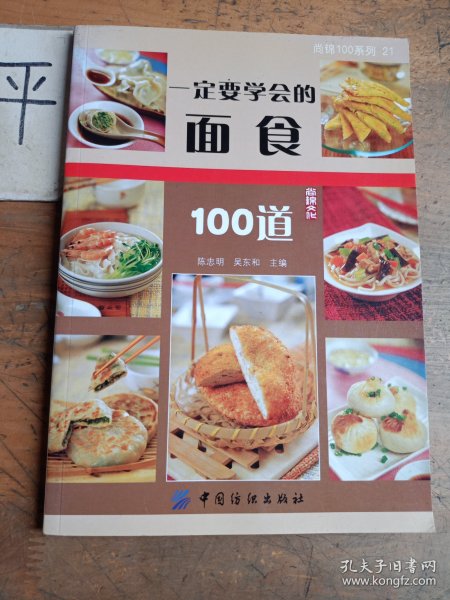 平
尚锦100系列 21
一定要学会的
面食
100道
尚锦文化
陈志明 吴东和 主编
中国纺织出版社
孔夫子旧书网
www.kongfz.com